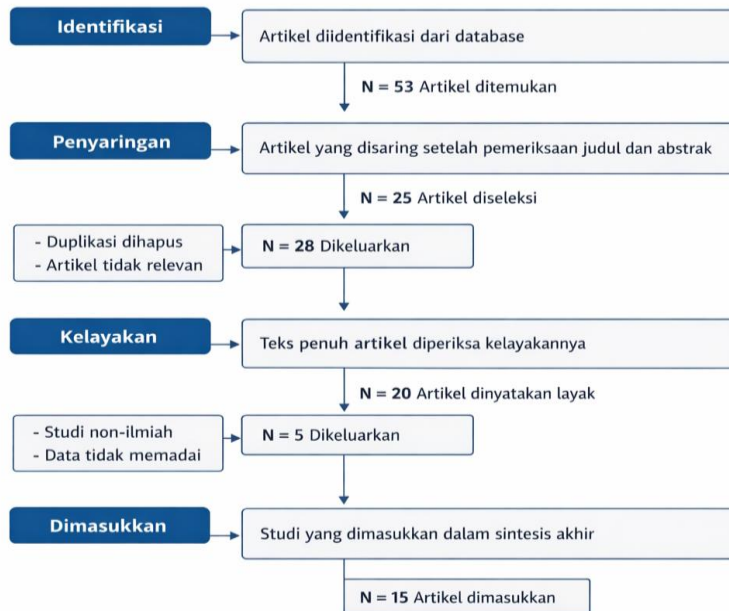 Identifikasi
Artikel diidentifikasi dari database
N = 53 Artikel ditemukan
Penyaringan
Artikel yang disaring setelah pemeriksaan judul dan abstrak
N = 25 Artikel diseleksi
- Duplikasi dihapus
- Artikel tidak relevan
N = 28 Dikeluarkan
Kelayakan
Teks penuh artikel diperiksa kelayakannya
N = 20 Artikel dinyatakan layak
- Studi non-ilmiah
- Data tidak memadai
N = 5 Dikeluarkan
Dimasukkan
Studi yang dimasukkan dalam sintesis akhir
N = 15 Artikel dimasukkan